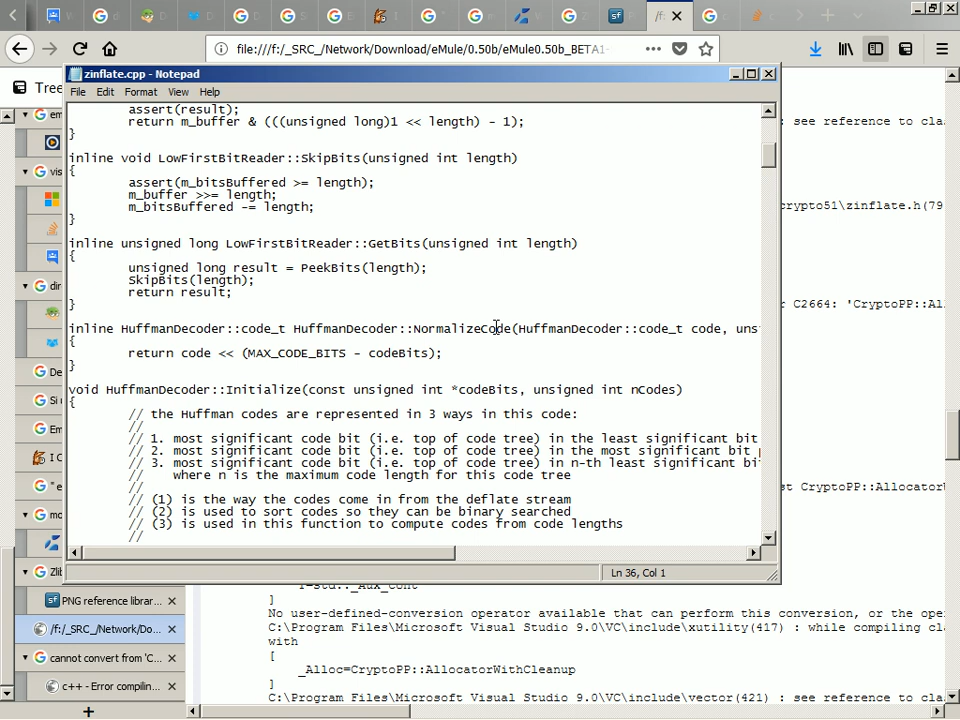 file:///f:/_SRC_/Network/Download/eMule/0.50b/eMule0.50b_BETA1-
Tree
zinflate.cpp - Notepad
File Edit Format View Help
assert(result);
return m_buffer & (((unsigned long)1 << length) - 1);
}
inline void LowFirstBitReader::SkipBits(unsigned int length)
{
assert(m_bitsBuffered >= length);
m_buffer >>= length;
m_bitsBuffered -= length;
}
inline unsigned long LowFirstBitReader::GetBits(unsigned int length)
{
unsigned long result = PeekBits(length);
SkipBits(length);
return result;
}
inline HuffmanDecoder::code_t HuffmanDecoder::NormalizeCode(HuffmanDecoder::code_t code, uns
{
return code << (MAX_CODE_BITS - codeBits);
}
void HuffmanDecoder::Initialize(const unsigned int *codeBits, unsigned int nCodes)
{
// the Huffman codes are represented in 3 ways in this code:
//
// 1. most significant code bit (i.e. top of code tree) in the least significant bit
// 2. most significant code bit (i.e. top of code tree) in the most significant bit
// 3. most significant code bit (i.e. top of code tree) in n-th least significant bi
// where n is the maximum code length for this code tree
//
// (1) is the way the codes come in from the deflate stream
// (2) is used to sort codes so they can be binary searched
// (3) is used in this function to compute codes from code lengths
//
Ln 36, Col 1
: see reference to cla
crypto51\zinflate.h(79
r C2664: 'CryptoPP::Al
st CryptoPP::Allocator
em
vis
din
De
Si u
Em
I C
" e
mo
Zlib
PNG reference librar...
/f:/_SRC_/Network/Do...
cannot convert from 'C
c++ - Error compilin...
T=std::_Aux_cont
]
No user-defined-conversion operator available that can perform this conversion, or the ope
C:\Program Files\Microsoft Visual Studio 9.0\VC\include\xutility(417) : while compiling cl
with
[
_Alloc=CryptoPP::AllocatorWithCleanup
]
C:\Program Files\Microsoft Visual Studio 9.0\VC\include\vector(421) : see reference to cla